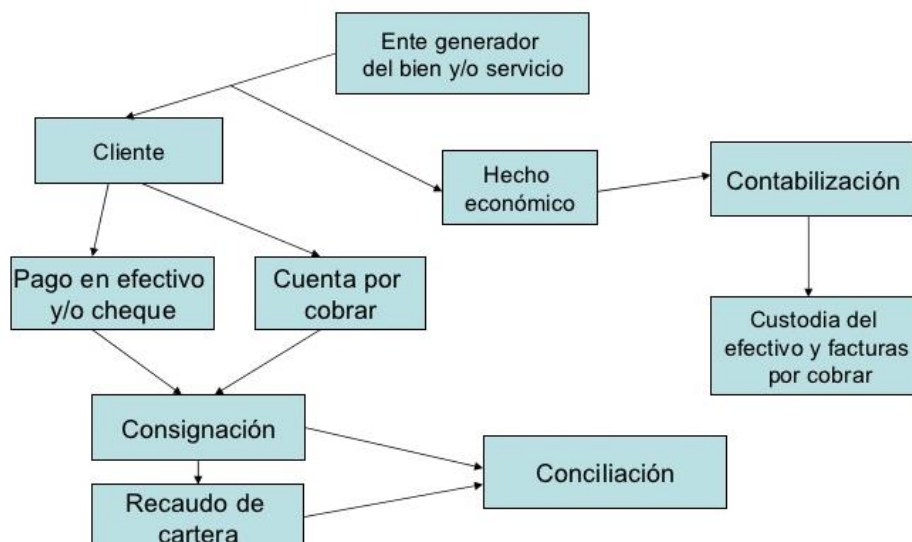 Ente generador
del bien y/o servicio
Cliente
Hecho
económico
Contabilización
Pago en efectivo
y/o cheque
Cuenta por
cobrar
Custodia del
efectivo y facturas
por cobrar
Consignación
Conciliación
Recaudo de
cartera